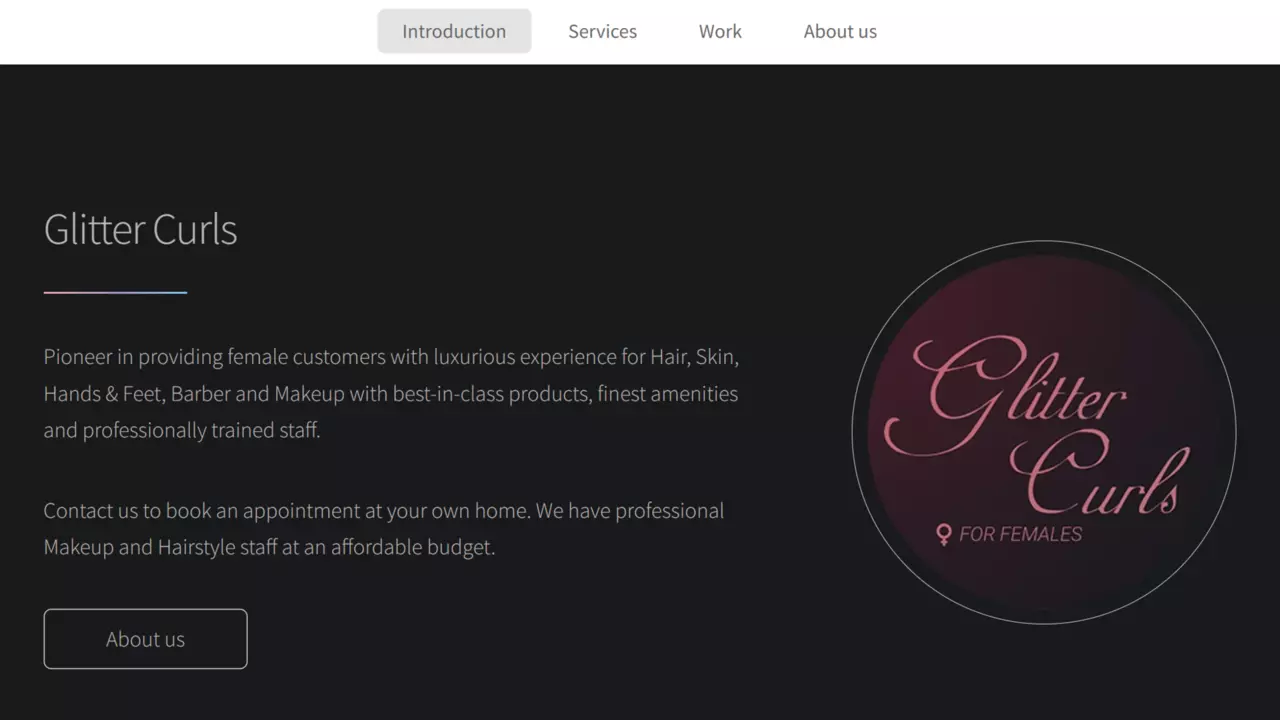 Introduction
Services
Work
About us
Glitter Curls
Pioneer in providing female customers with luxurious experience for Hair, Skin,
Hands & Feet, Barber and Makeup with best-in-class products, finest amenities
and professionally trained staff.
Contact us to book an appointment at your own home. We have professional
Makeup and Hairstyle staff at an affordable budget.
About us
Glitter
Curls
FOR FEMALES